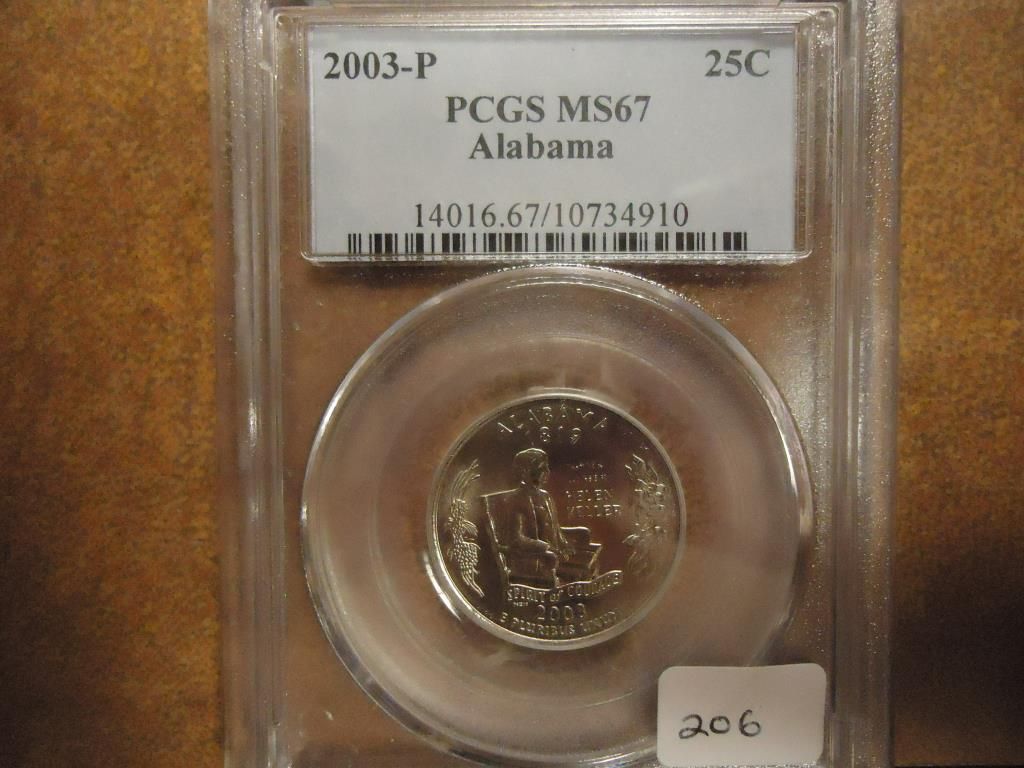 2003-P 25C
PCGS MS67
Alabama
14016.67/10734910
ALABAMA
1819
HELEN
KELLER
SPIRIT of COURAGE
2003
E PLURIBUS UNUM
206